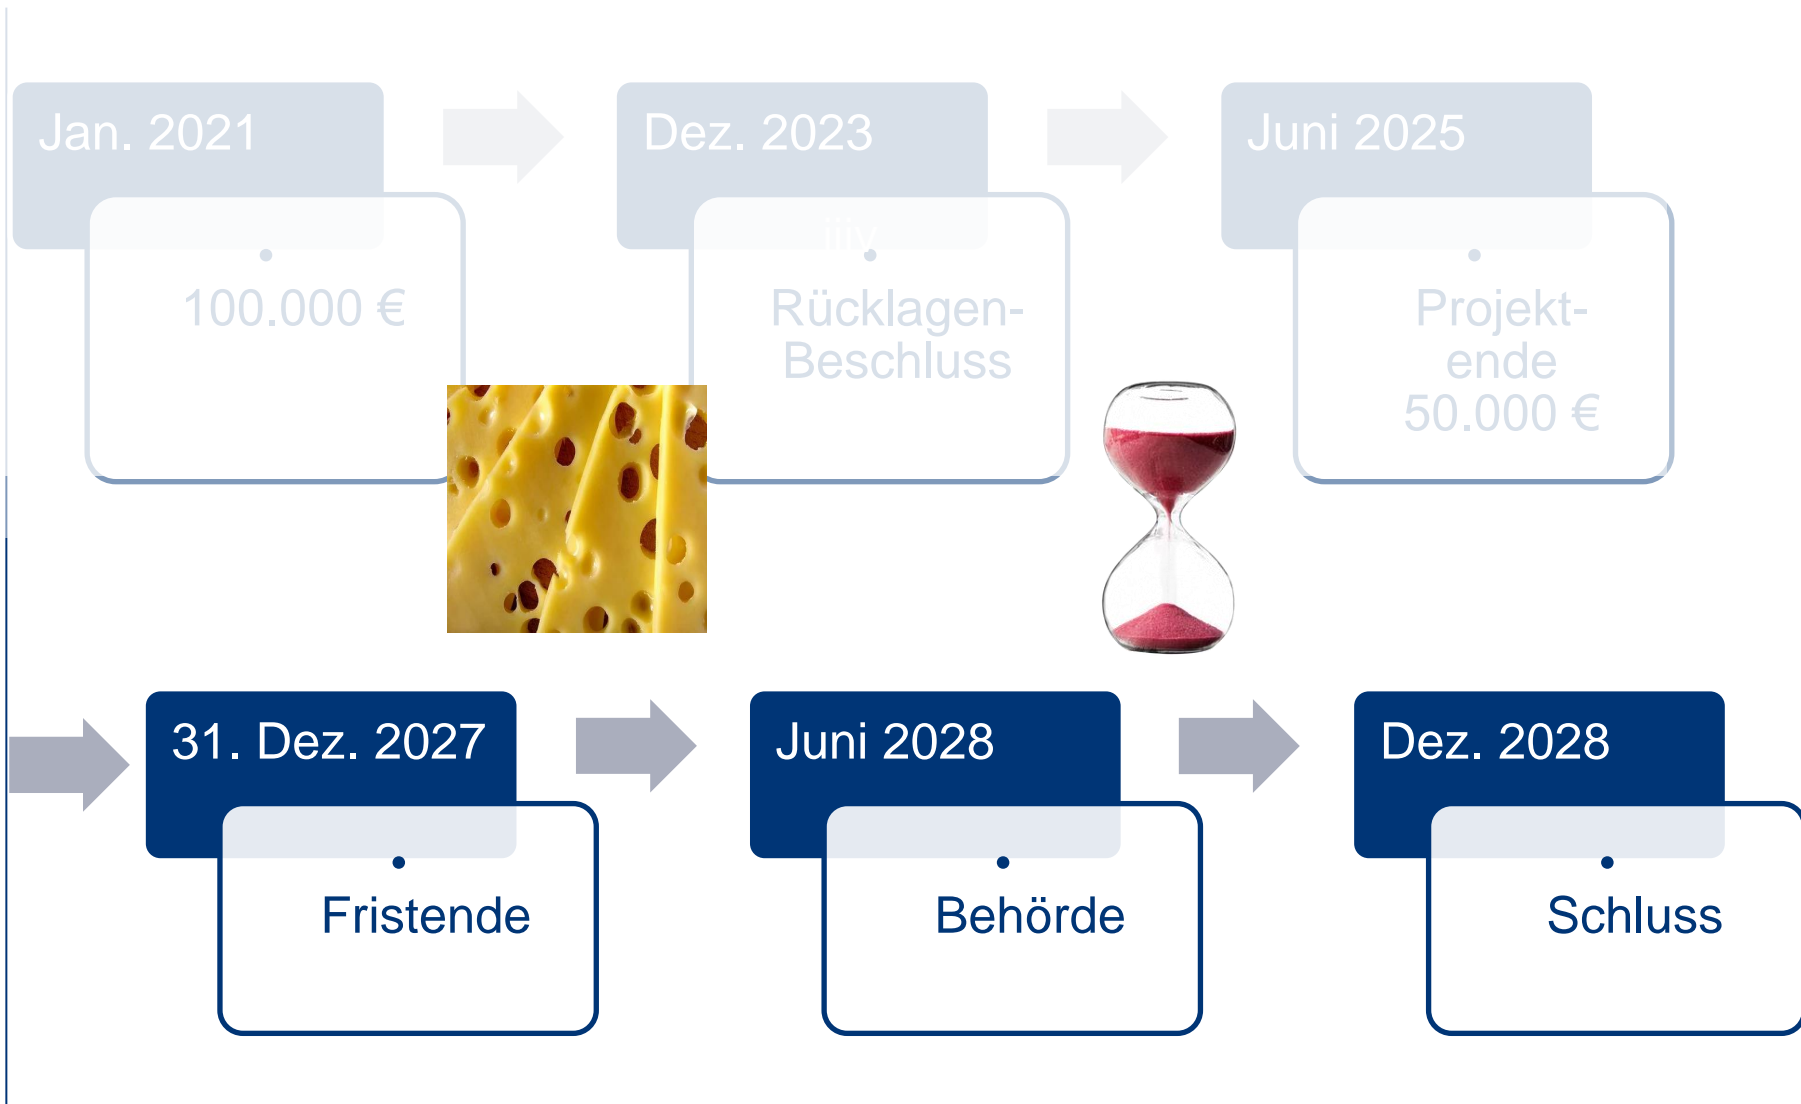 Jan. 2021
100.000 €
Dez. 2023
Rücklagen-
Beschluss
Juni 2025
Projekt-
ende
50.000 €
31. Dez. 2027
Fristende
Juni 2028
Behörde
Dez. 2028
Schluss